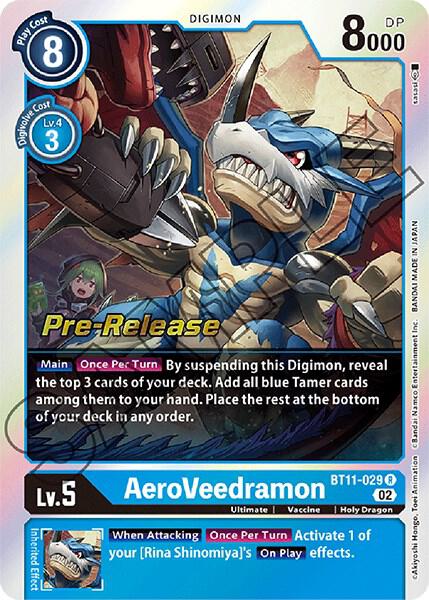 DIGIMON
Play Cost
8
DP
8000
Digivolve Cost
Lv.4
3
sasasi
BANDAI MADE IN JAPAN
©Akiyoshi Hongo, Toei Animation ©Bandai Namco Entertainment Inc.
SAMPLE
Pre-Release
Main Once Per Turn By suspending this Digimon, reveal
the top 3 cards of your deck. Add all blue Tamer cards
among them to your hand. Place the rest at the bottom
of your deck in any order.
Lv.5
AeroVeedramon
BT11-029 R
02
Ultimate | Vaccine | Holy Dragon
Inherited Effect
When Attacking Once Per Turn Activate 1 of
your [Rina Shinomiya]'s On Play effects.